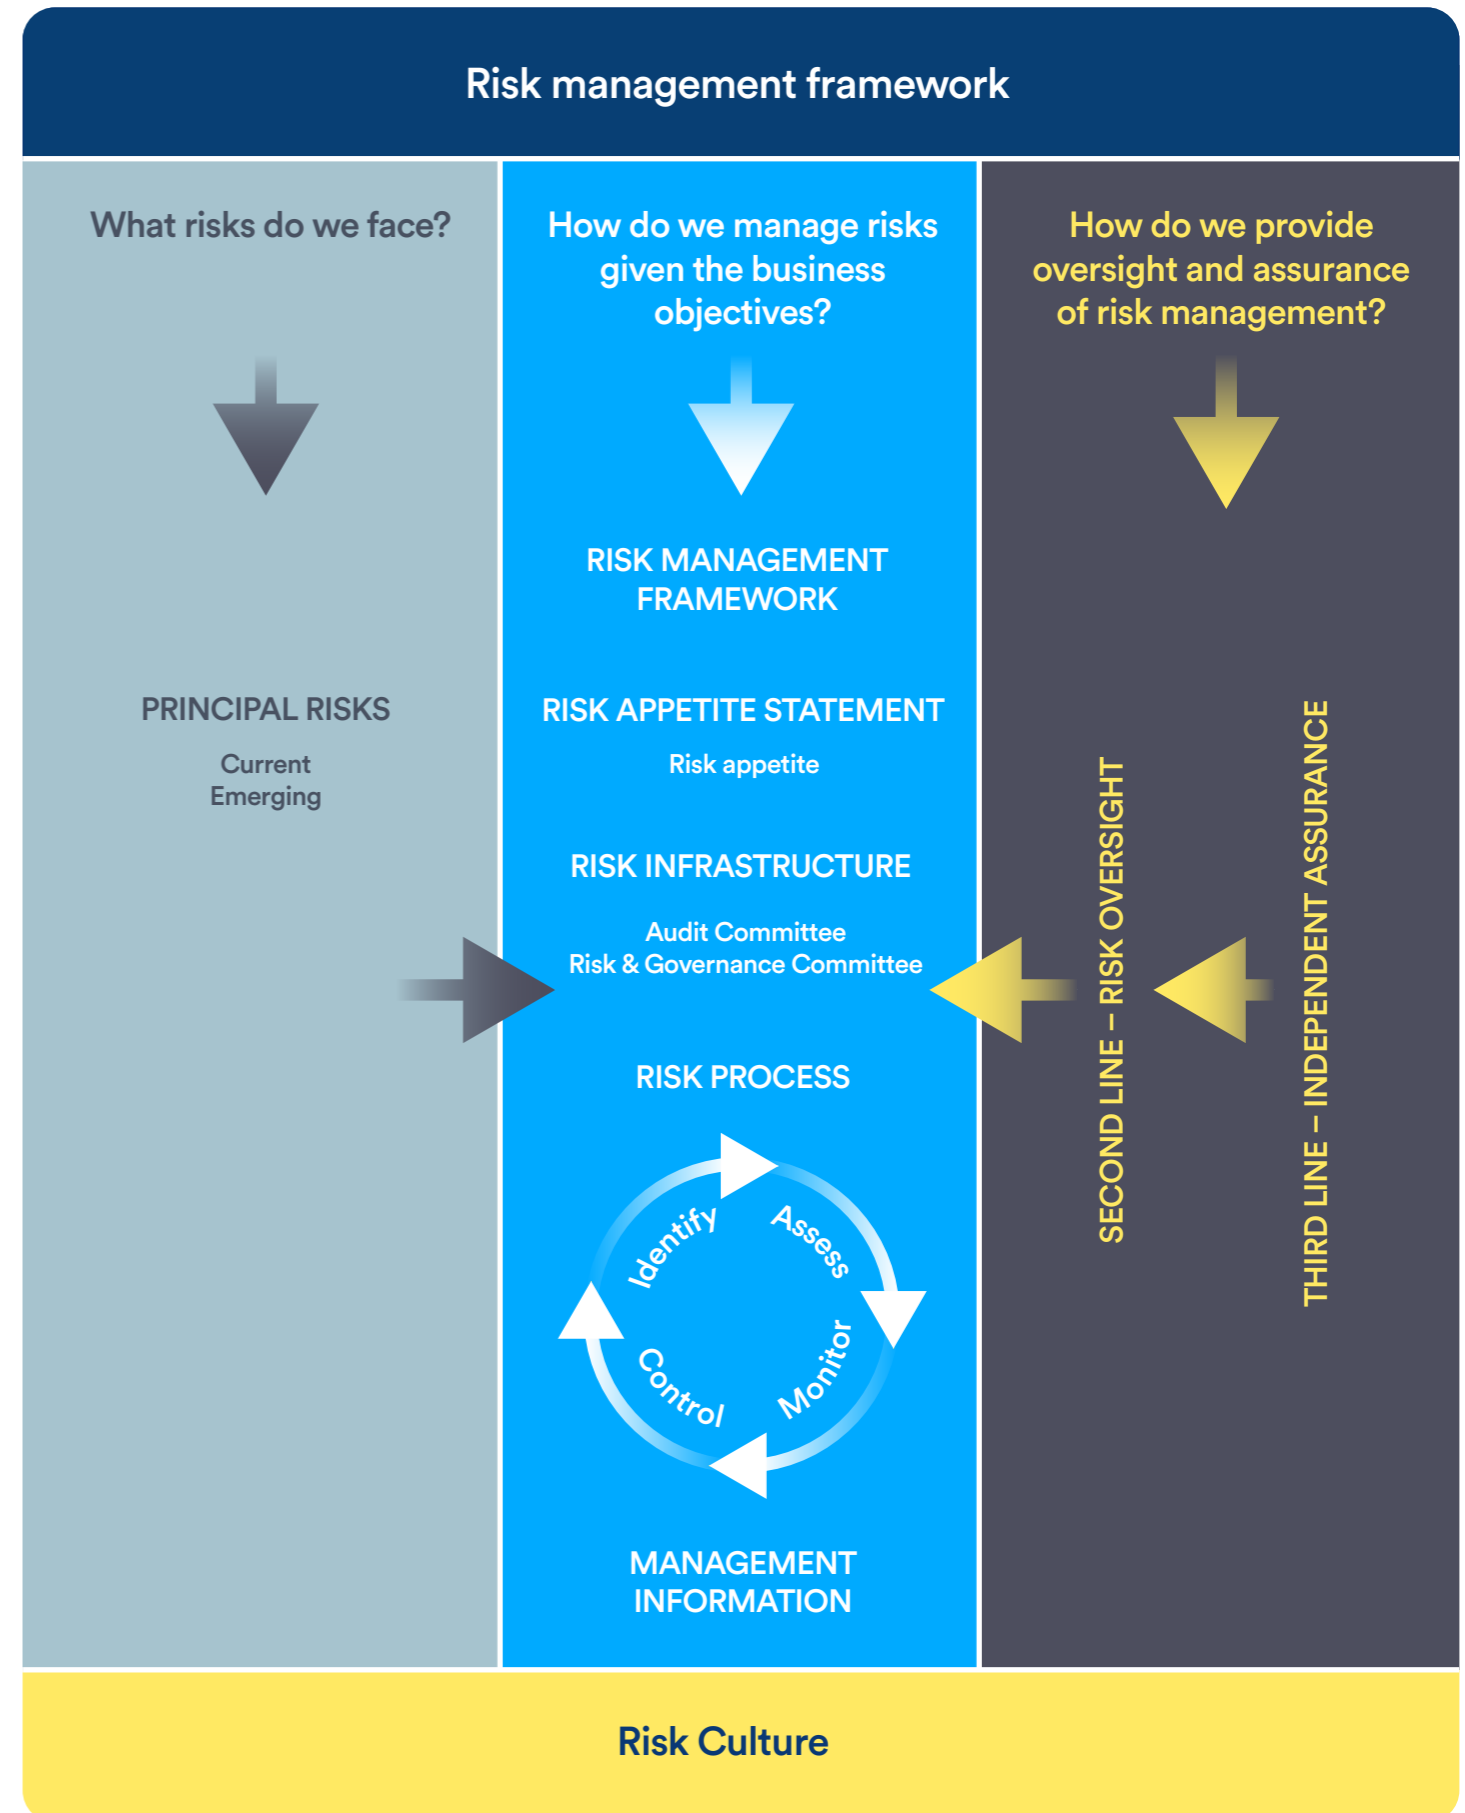 Risk management framework
What risks do we face?
PRINCIPAL RISKS
Current
Emerging
How do we manage risks
given the business
objectives?
RISK MANAGEMENT
FRAMEWORK
RISK APPETITE STATEMENT
Risk appetite
RISK INFRASTRUCTURE
Audit Committee
Risk & Governance Committee
RISK PROCESS
Identify
Assess
Monitor
Control
MANAGEMENT
INFORMATION
How do we provide
oversight and assurance
of risk management?
SECOND LINE – RISK OVERSIGHT
THIRD LINE – INDEPENDENT ASSURANCE
Risk Culture